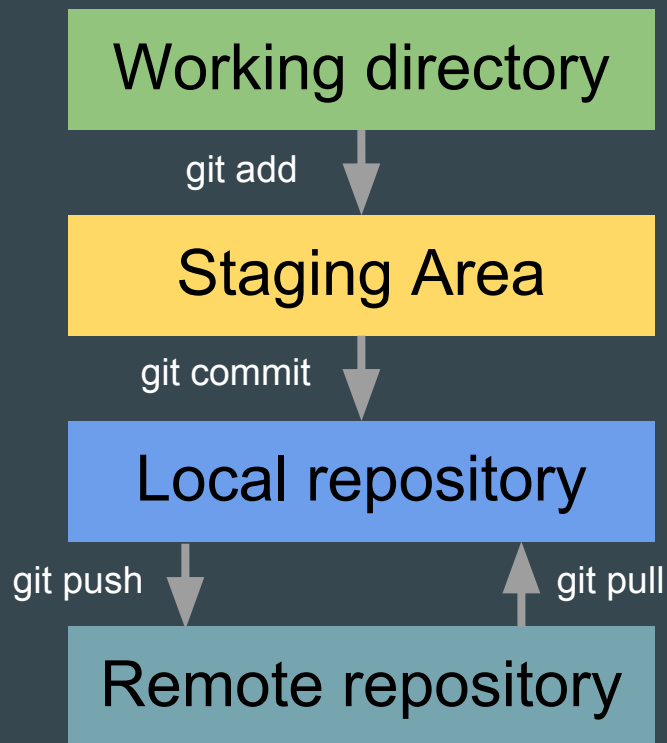 Working directory
git add
Staging Area
git commit
Local repository
git push
git pull
Remote repository